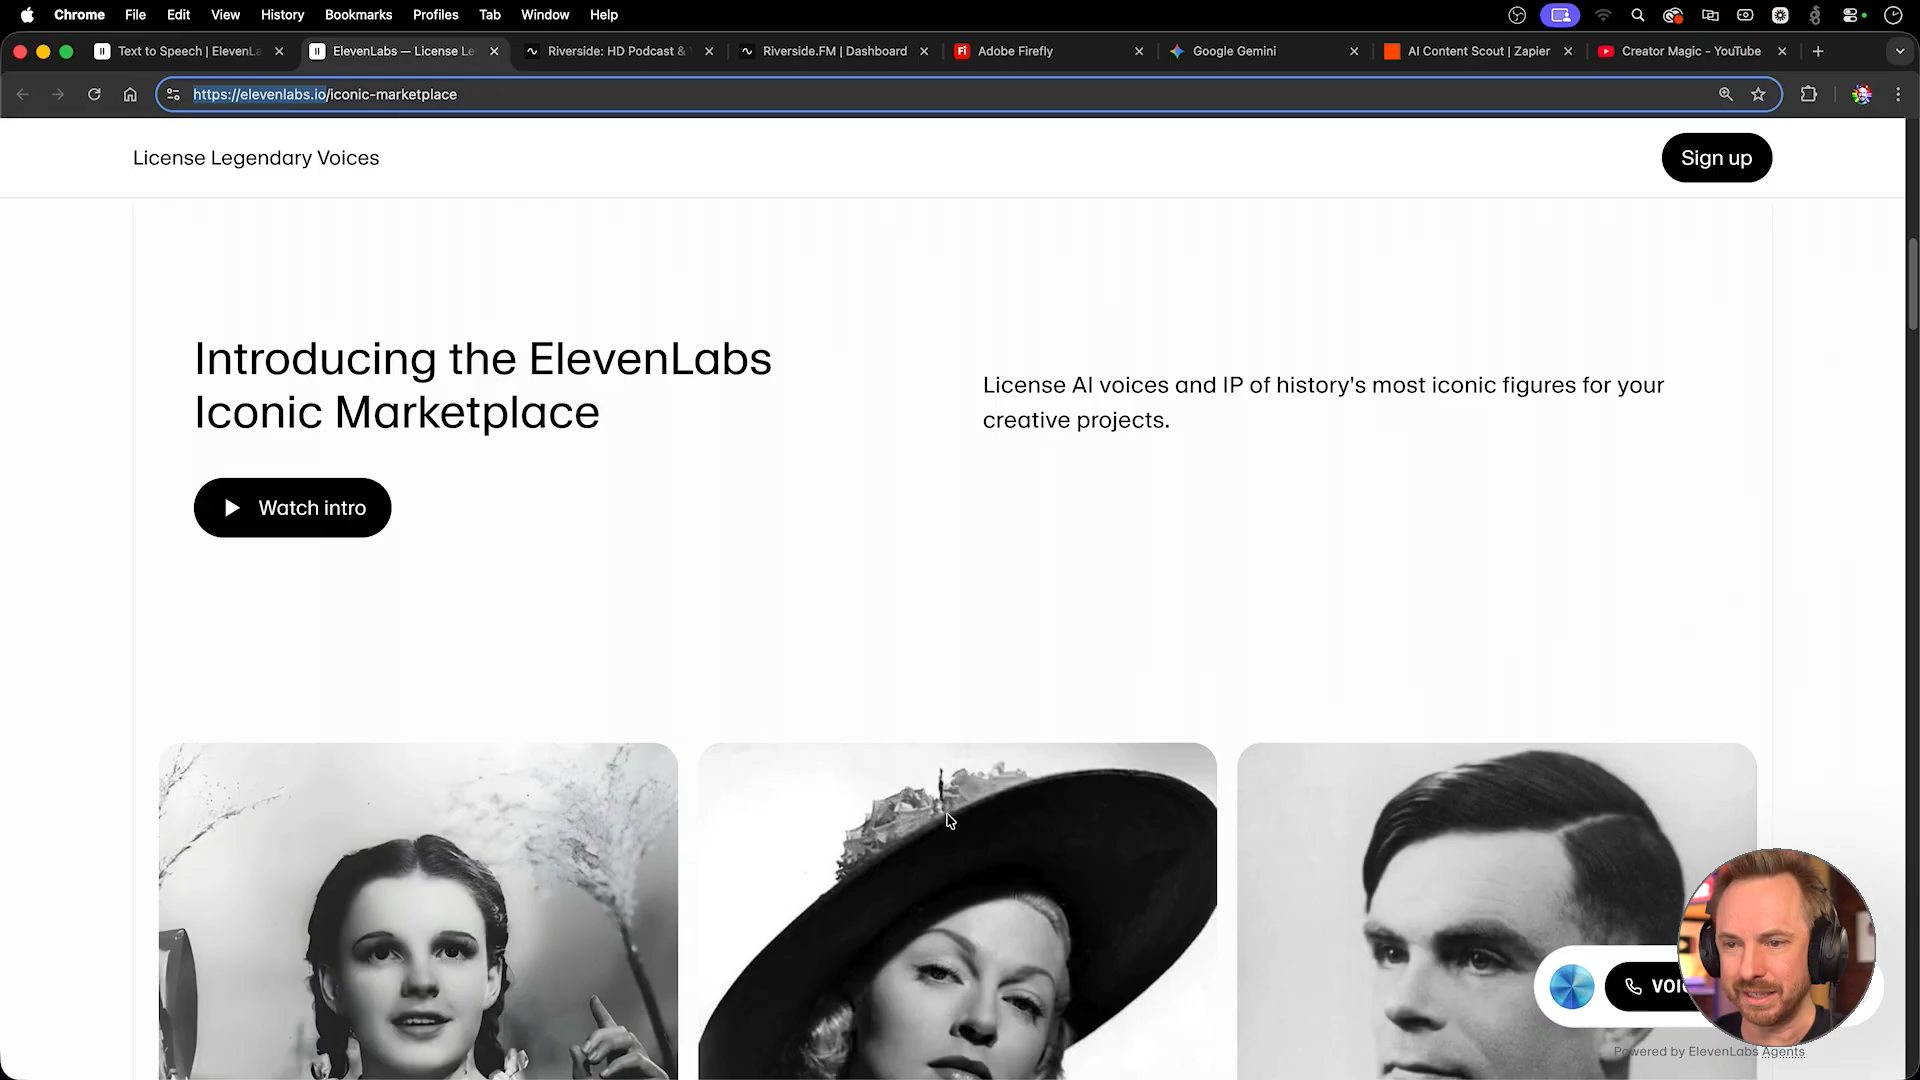 Chrome File Edit View History Bookmarks Profiles Tab Window Help
Text to Speech | ElevenLa
ElevenLabs — License Le
Riverside: HD Podcast &
Riverside.FM | Dashboard
Adobe Firefly
Google Gemini
AI Content Scout | Zapier
Creator Magic - YouTube
https://elevenlabs.io/iconic-marketplace
License Legendary Voices
Sign up
Introducing the ElevenLabs
Iconic Marketplace
License AI voices and IP of history's most iconic figures for your
creative projects.
Watch intro
Powered by ElevenLabs Agents